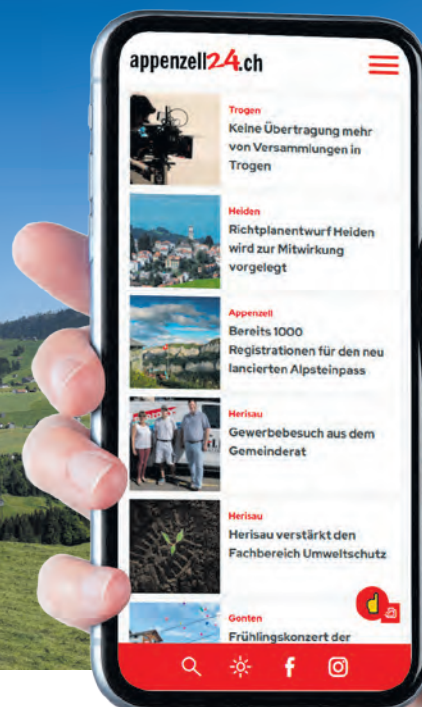 appenzell24.ch
Trogen
Keine Übertragung mehr
von Versammlungen in
Trogen
Heiden
Richtplanentwurf Heiden
wird zur Mitwirkung
vorgelegt
Appenzell
Bereits 1000
Registrationen für den neu
lancierten Alpsteinpass
Herisau
Gewerbebesuch aus dem
Gemeinderat
Herisau
Herisau verstärkt den
Fachbereich Umweltschutz
Gonten
Frühlingskonzert der
f